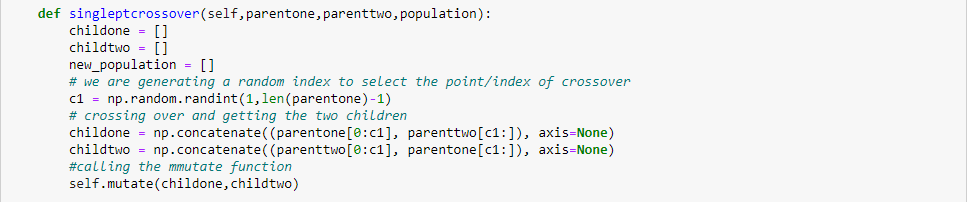 def singleptcrossover(self,parentone,parenttwo,population):
childone = []
childtwo = []
new_population = []
# we are generating a random index to select the point/index of crossover
c1 = np.random.randint(1,len(parentone)-1)
# crossing over and getting the two children
childone = np.concatenate((parentone[0:c1], parenttwo[c1:]), axis=None)
childtwo = np.concatenate((parenttwo[0:c1], parentone[c1:]), axis=None)
#calling the mmutate function
self.mutate(childone,childtwo)